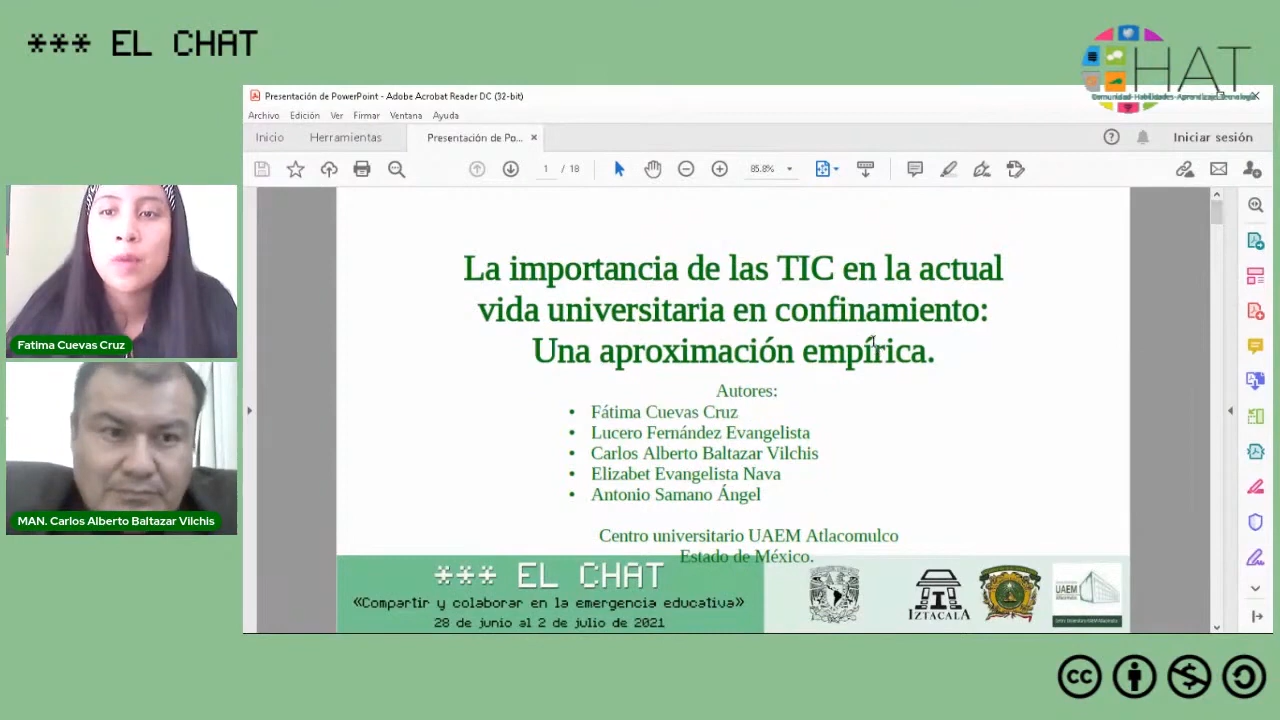 *** EL CHAT
HAT
Comunidad-Habilidades-Aprendizaje-Tecnología
Presentación de PowerPoint - Adobe Acrobat Reader DC (32-bit)
Archivo Edición Ver Firmar Ventana Ayuda
Inicio Herramientas Presentación de Po... × Iniciar sesión
1 / 18 85.8%
La importancia de las TIC en la actual
vida universitaria en confinamiento:
Una aproximación empírica.
Autores:
• Fátima Cuevas Cruz
• Lucero Fernández Evangelista
• Carlos Alberto Baltazar Vilchis
• Elizabet Evangelista Nava
• Antonio Samano Ángel
Centro universitario UAEM Atlacomulco
Estado de México.
*** EL CHAT
«Compartir y colaborar en la emergencia educativa»
28 de junio al 2 de julio de 2021
IZTACALA
UAEM
Fatima Cuevas Cruz
MAN. Carlos Alberto Baltazar Vilchis
cc